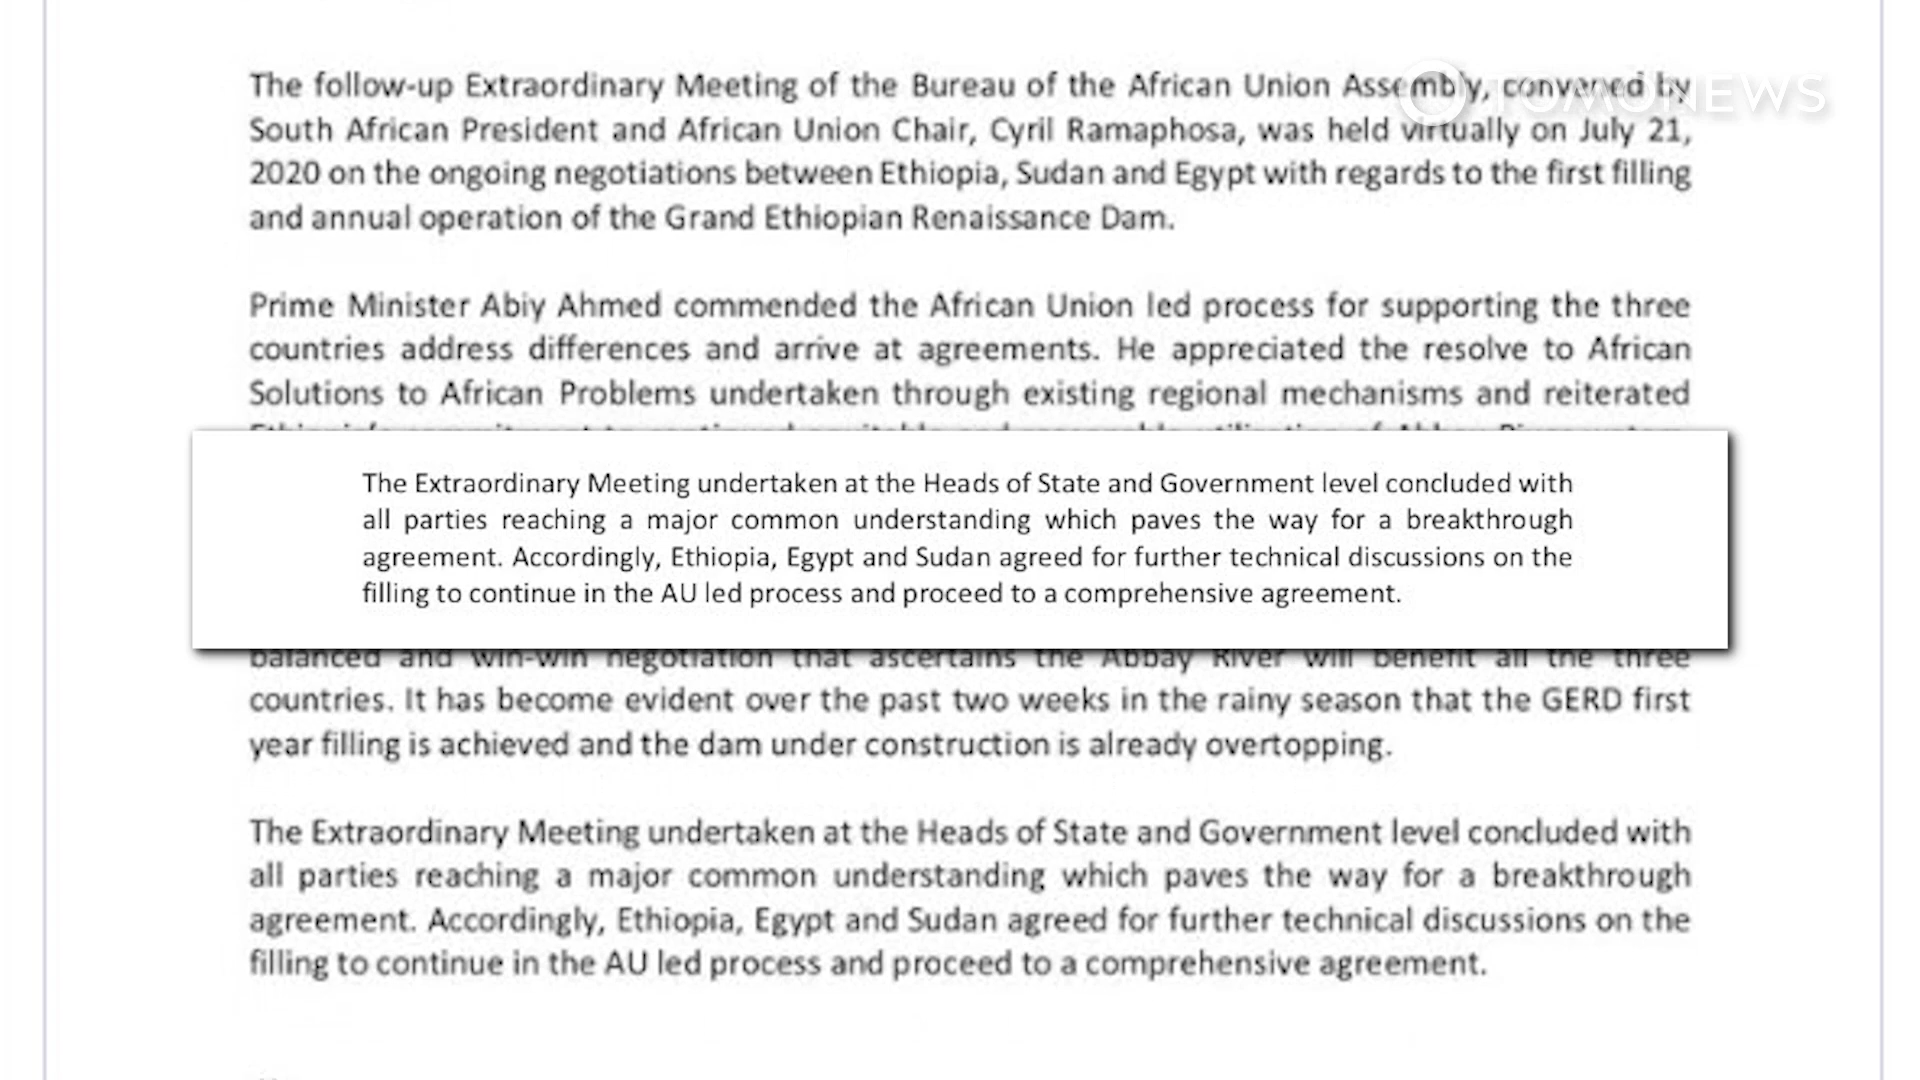 The follow-up Extraordinary Meeting of the Bureau of the African Union Assembly, convened by
TOMONEWS
South African President and African Union Chair, Cyril Ramaphosa, was held virtually on July 21,
2020 on the ongoing negotiations between Ethiopia, Sudan and Egypt with regards to the first filling
and annual operation of the Grand Ethiopian Renaissance Dam.
Prime Minister Abiy Ahmed commended the African Union led process for supporting the three
countries address differences and arrive at agreements. He appreciated the resolve to African
Solutions to African Problems undertaken through existing regional mechanisms and reiterated
The Extraordinary Meeting undertaken at the Heads of State and Government level concluded with
all parties reaching a major common understanding which paves the way for a breakthrough
agreement. Accordingly, Ethiopia, Egypt and Sudan agreed for further technical discussions on the
filling to continue in the AU led process and proceed to a comprehensive agreement.
balanced and win-win negotiation that ascertains the Abbay River will benefit all the three
countries. It has become evident over the past two weeks in the rainy season that the GERD first
year filling is achieved and the dam under construction is already overtopping.
The Extraordinary Meeting undertaken at the Heads of State and Government level concluded with
all parties reaching a major common understanding which paves the way for a breakthrough
agreement. Accordingly, Ethiopia, Egypt and Sudan agreed for further technical discussions on the
filling to continue in the AU led process and proceed to a comprehensive agreement.